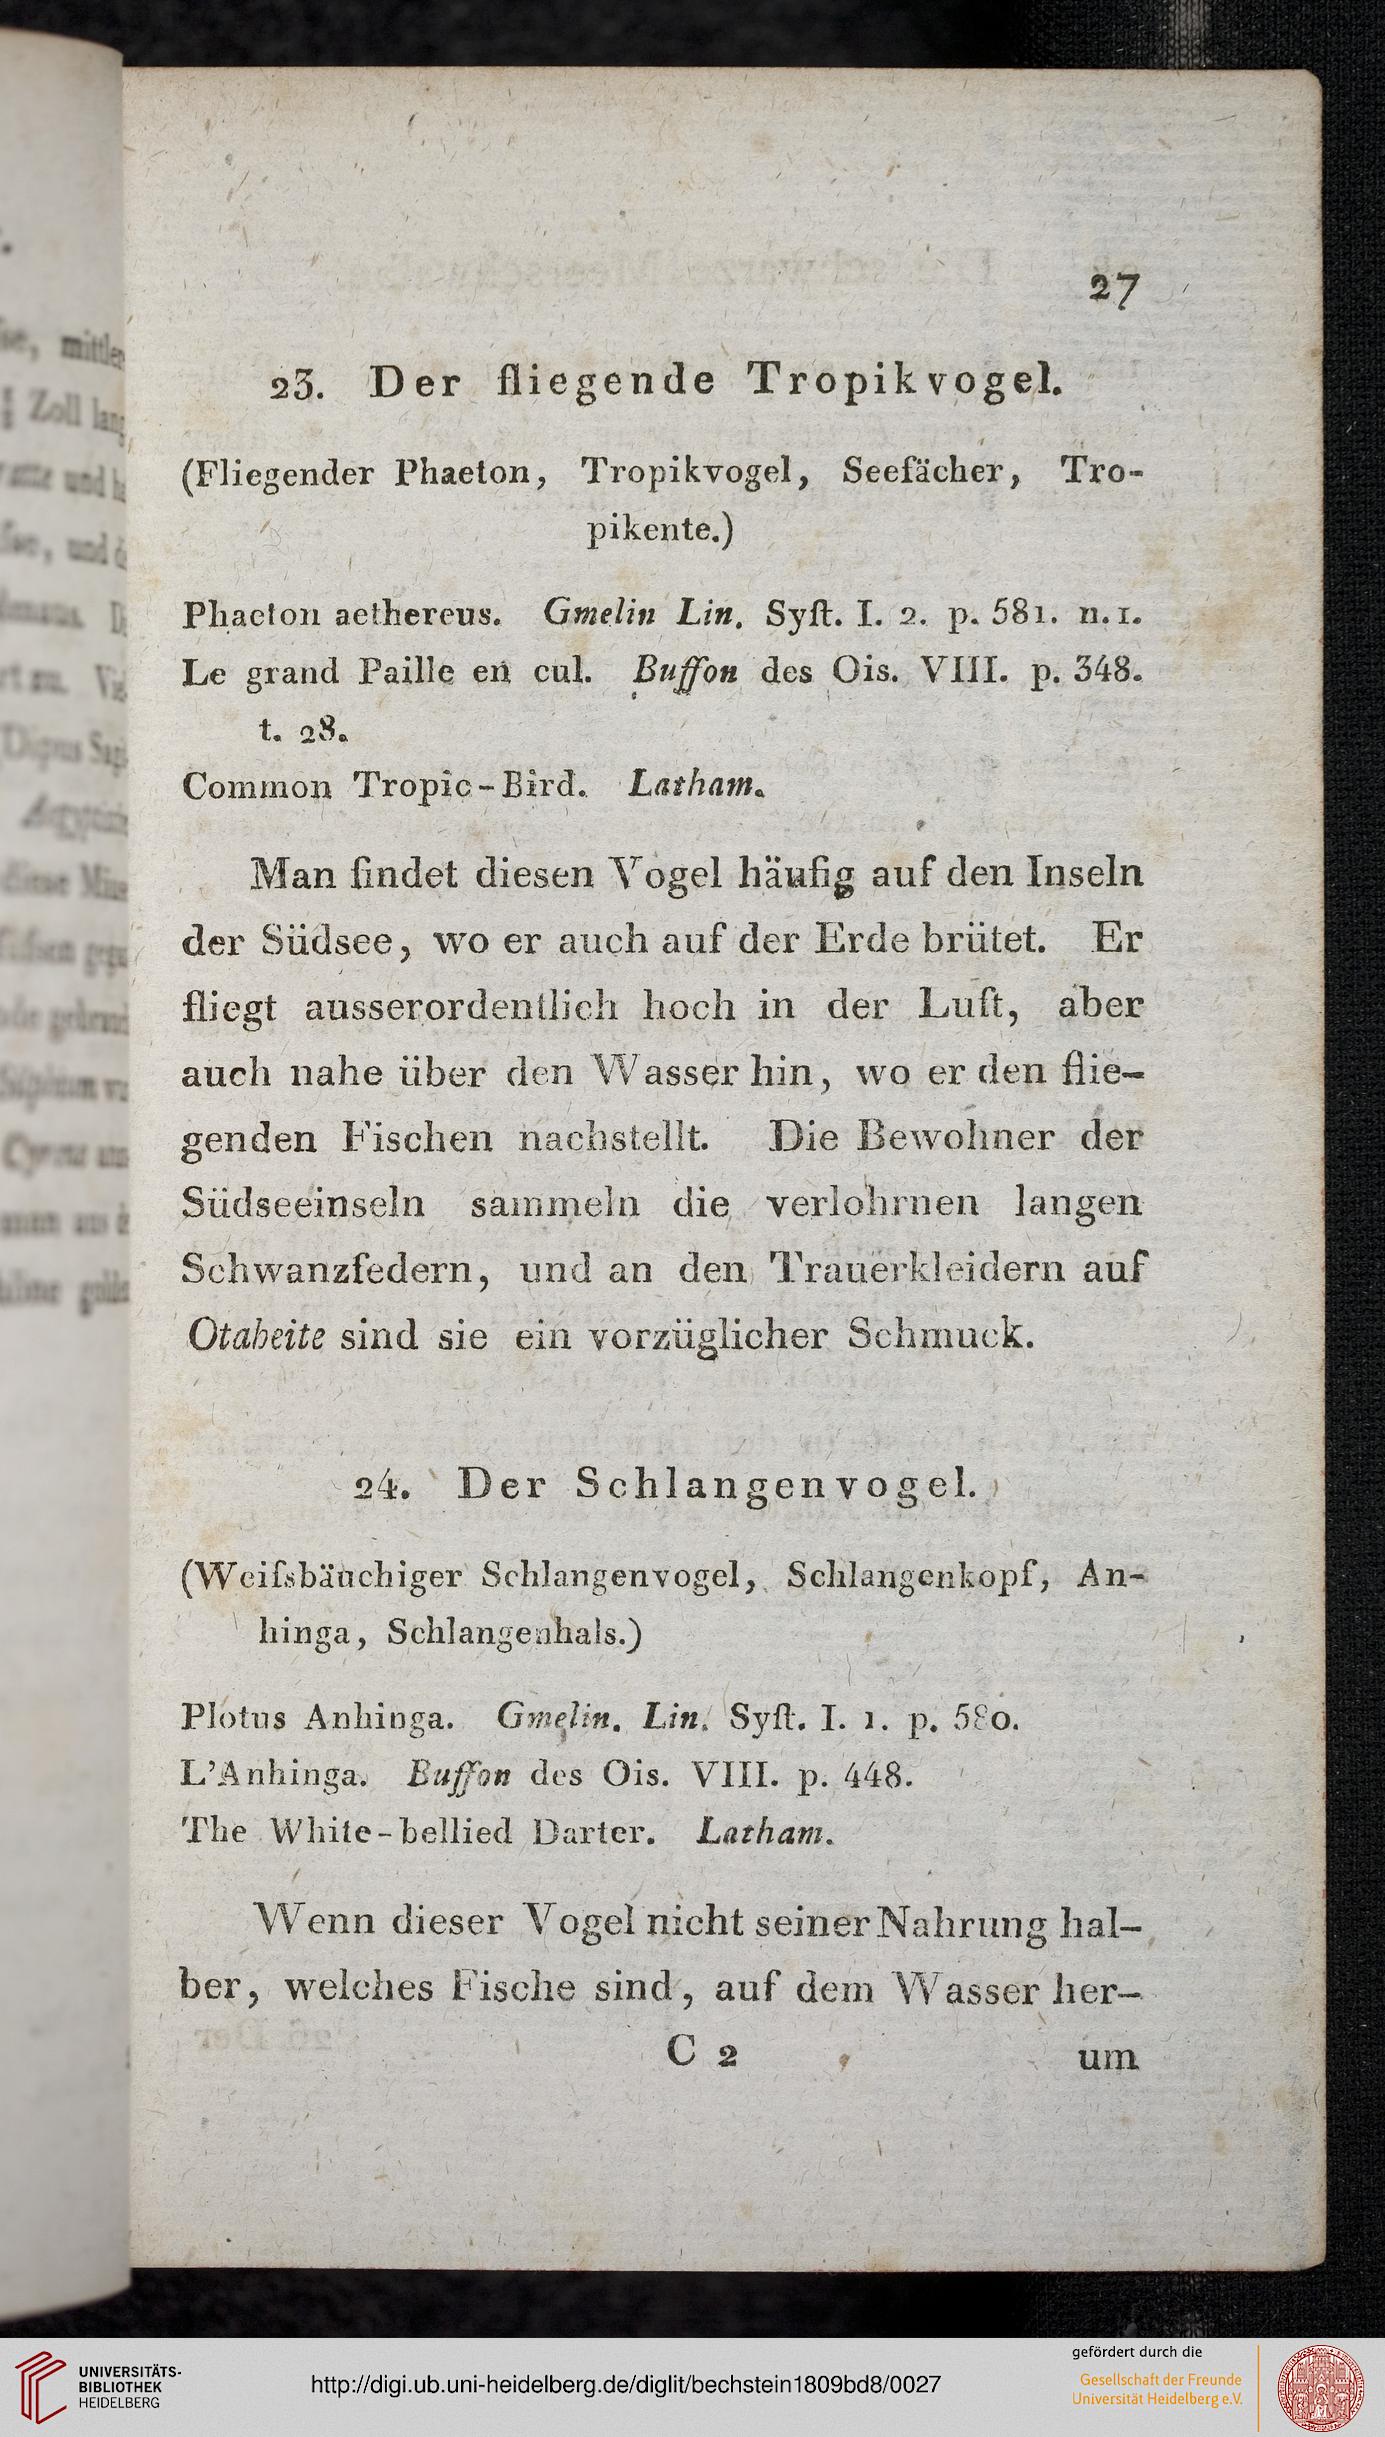 27
23. Der fliegende Tropikvogel.
(Fliegender Phaeton, Tropikvogel, Seefächer, Tro-
pikente.)
Phaeton aethereus. Gmelin Lin. Syſt. I. 2. p. 581. n. 1.
Le grand Paille en cul. Buffon des Ois. VIII. p. 348.
t. 28.
Common Tropic-Bird. Latham.
Man findet diesen Vogel häufig auf den Inseln
der Südsee, wo er auch auf der Erde brütet. Er
fliegt ausserordentlich hoch in der Luft, aber
auch nahe über den Wasser hin, wo er den flie-
genden Fischen nachstellt. Die Bewohner der
Südseeinseln sammeln die verlohrnen langen
Schwanzfedern, und an den Trauerkleidern auf
Otaheite sind sie ein vorzüglicher Schmuck.
24. Der Schlangenvogel.
(Weiſsbäuchiger Schlangenvogel, Schlangenkopf, An-
hinga, Schlangenhals.)
Plotus Anhinga. Gmelin. Lin. Syſt. I. 1. p. 580.
L'Anhinga. Buffon des Ois. VIII. p. 448.
The White-bellied Darter. Latham.
Wenn dieser Vogel nicht seiner Nahrung hal-
ber, welches Fische sind, auf dem Wasser her-
C 2 um
mittler
Zoll lang
und
und
zu.
Dipus
diese
UNIVERSITÄTS-
BIBLIOTHEK
HEIDELBERG
http://digi.ub.uni-heidelberg.de/diglit/bechstein1809bd8/0027
gefördert durch die
Gesellschaft der Freunde
Universität Heidelberg e.V.